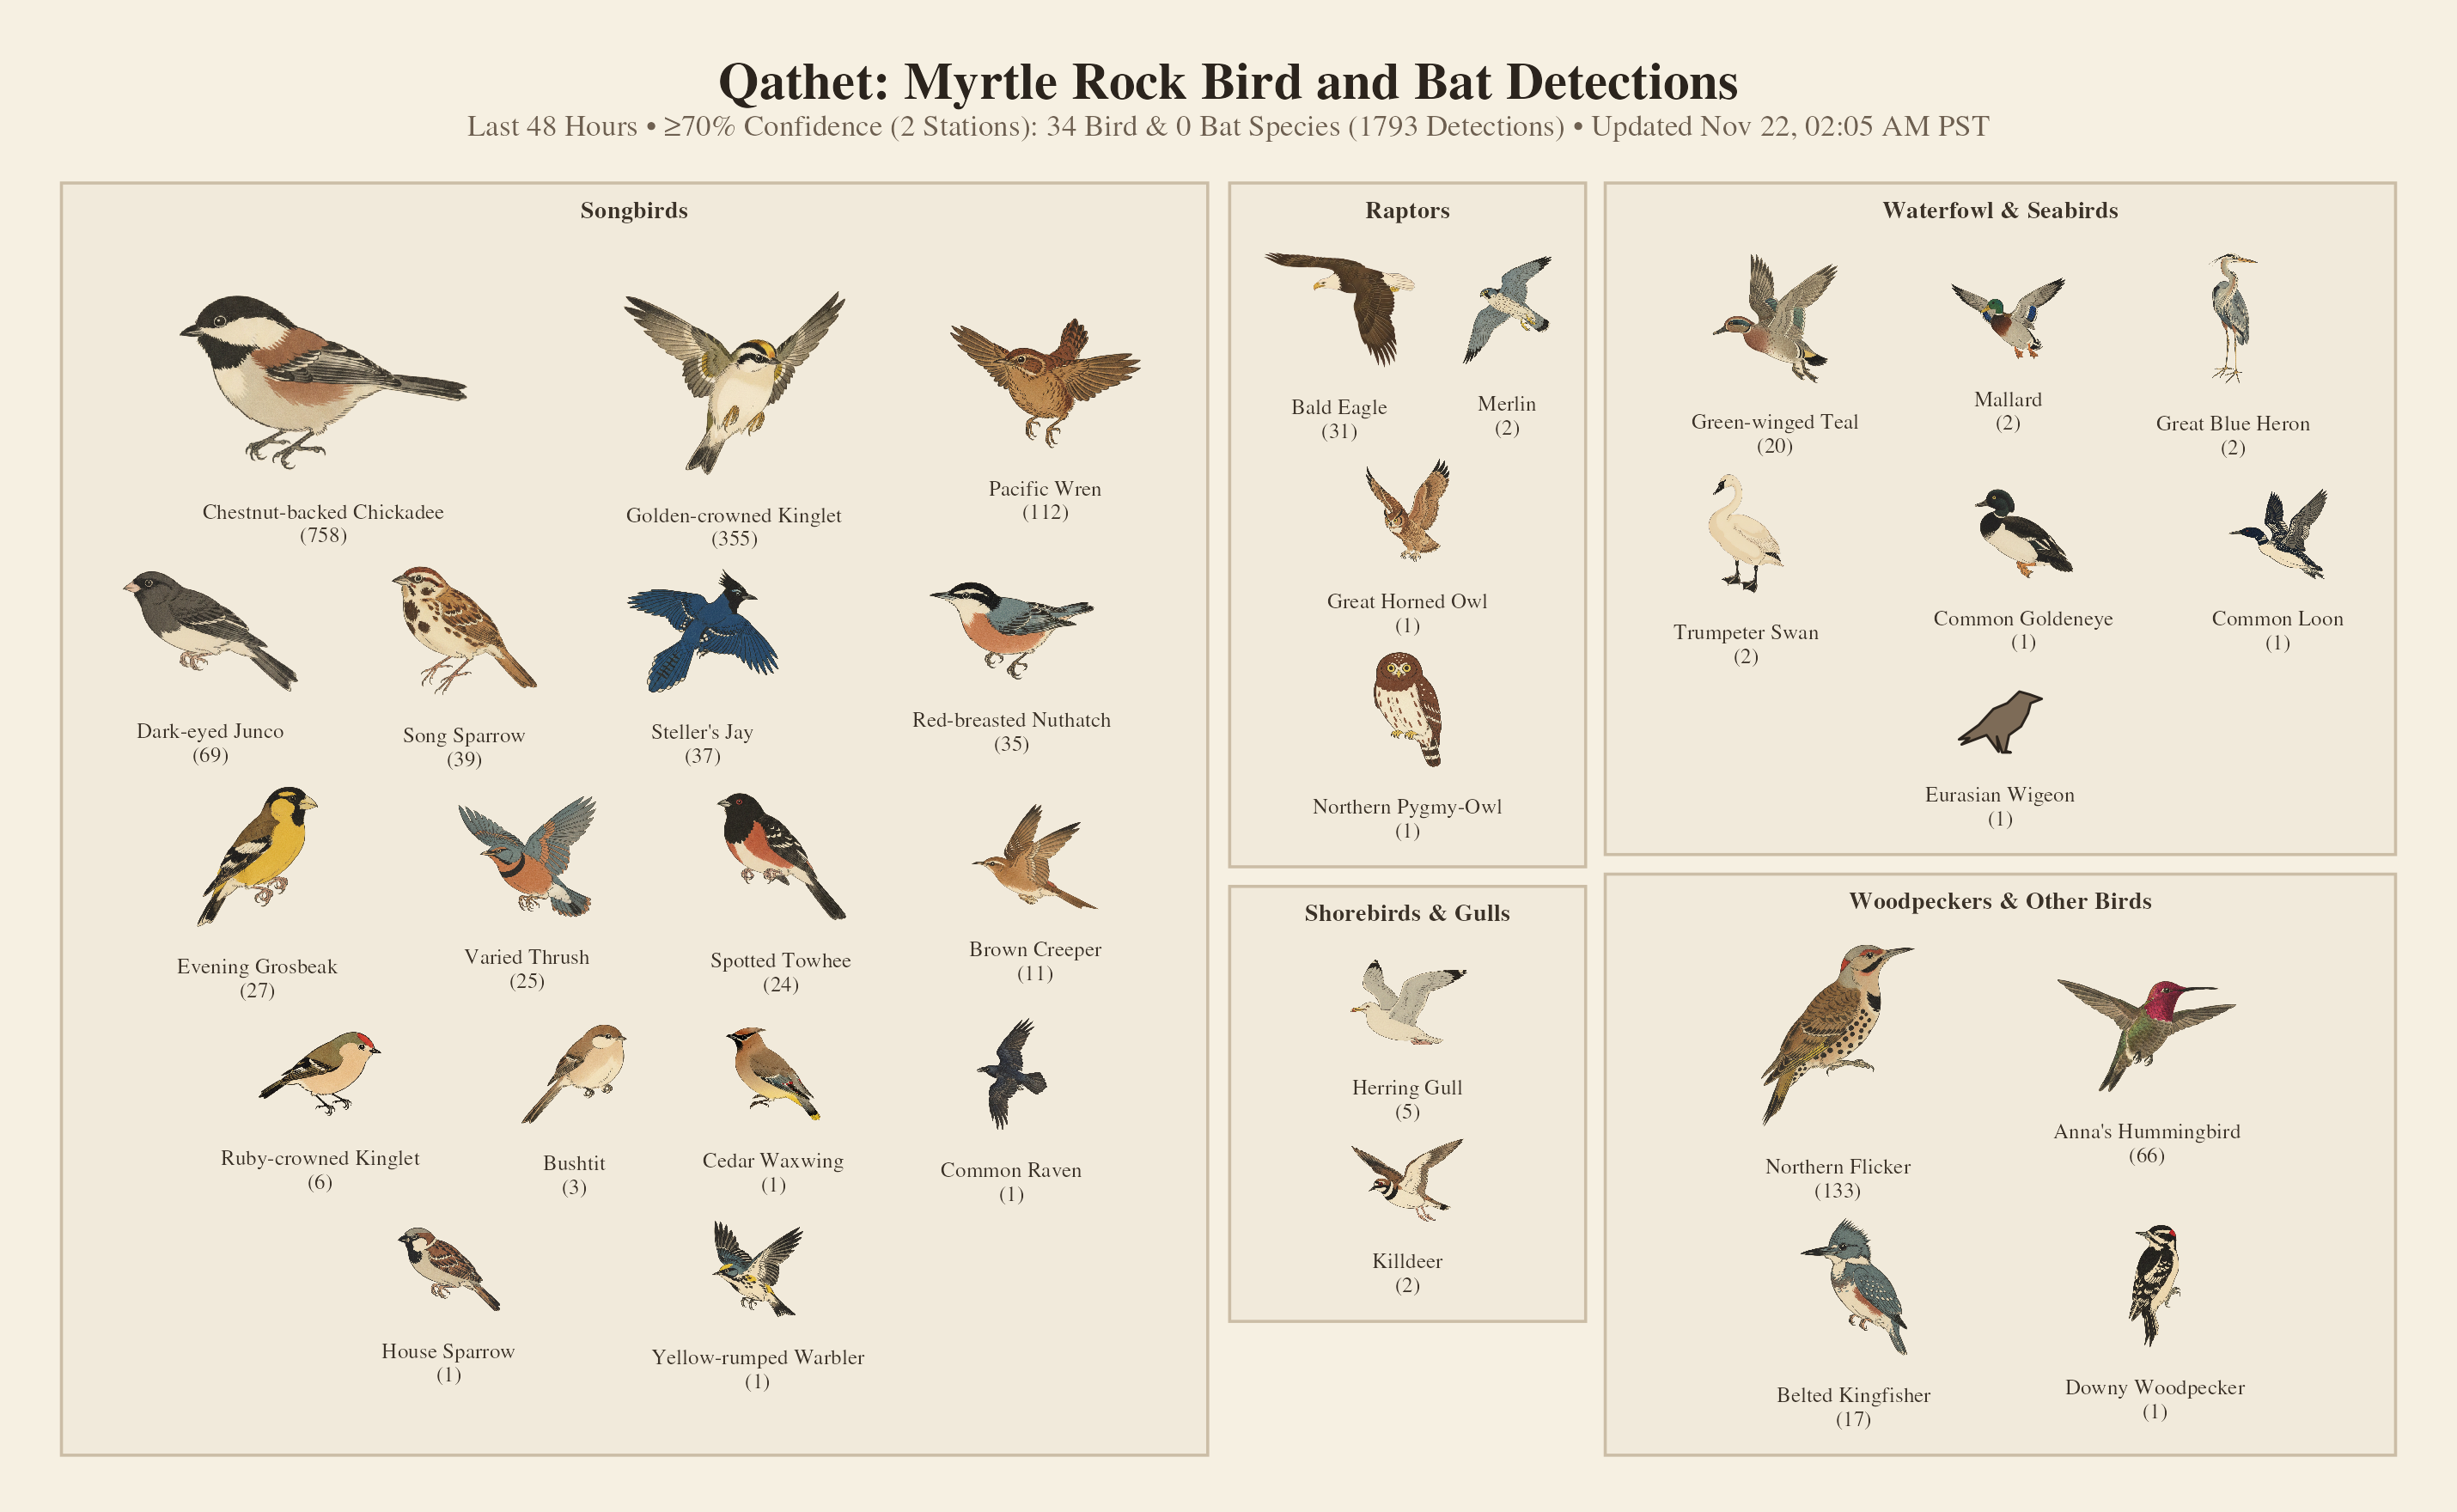 Qathet: Myrtle Rock Bird and Bat Detections
Last 48 Hours • ≥70% Confidence (2 Stations): 34 Bird & 0 Bat Species (1793 Detections) • Updated Nov 22, 02:05 AM PST
Songbirds
Chestnut-backed Chickadee
(758)
Golden-crowned Kinglet
(355)
Pacific Wren
(112)
Dark-eyed Junco
(69)
Song Sparrow
(39)
Steller's Jay
(37)
Red-breasted Nuthatch
(35)
Evening Grosbeak
(27)
Varied Thrush
(25)
Spotted Towhee
(24)
Brown Creeper
(11)
Ruby-crowned Kinglet
(6)
Bushtit
(3)
Cedar Waxwing
(1)
Common Raven
(1)
House Sparrow
(1)
Yellow-rumped Warbler
(1)
Raptors
Bald Eagle
(31)
Merlin
(2)
Great Horned Owl
(1)
Northern Pygmy-Owl
(1)
Shorebirds & Gulls
Herring Gull
(5)
Killdeer
(2)
Waterfowl & Seabirds
Green-winged Teal
(20)
Mallard
(2)
Great Blue Heron
(2)
Trumpeter Swan
(2)
Common Goldeneye
(1)
Common Loon
(1)
Eurasian Wigeon
(1)
Woodpeckers & Other Birds
Northern Flicker
(133)
Anna's Hummingbird
(66)
Belted Kingfisher
(17)
Downy Woodpecker
(1)